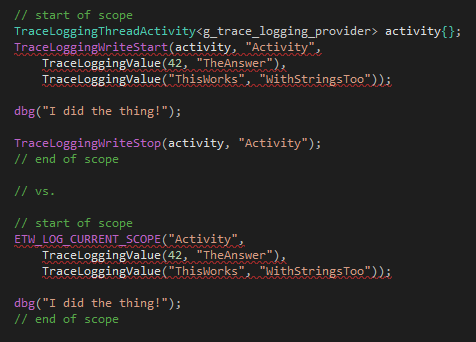 // start of scope
TraceLoggingThreadActivity<g_trace_logging_provider> activity{};
TraceLoggingWriteStart(activity, "Activity",
    TraceLoggingValue(42, "TheAnswer"),
    TraceLoggingValue("ThisWorks", "WithStringsToo"));
dbg("I did the thing!");
TraceLoggingWriteStop(activity, "Activity");
// end of scope
// vs.
// start of scope
ETW_LOG_CURRENT_SCOPE("Activity",
    TraceLoggingValue(42, "TheAnswer"),
    TraceLoggingValue("ThisWorks", "WithStringsToo"));
dbg("I did the thing!");
// end of scope